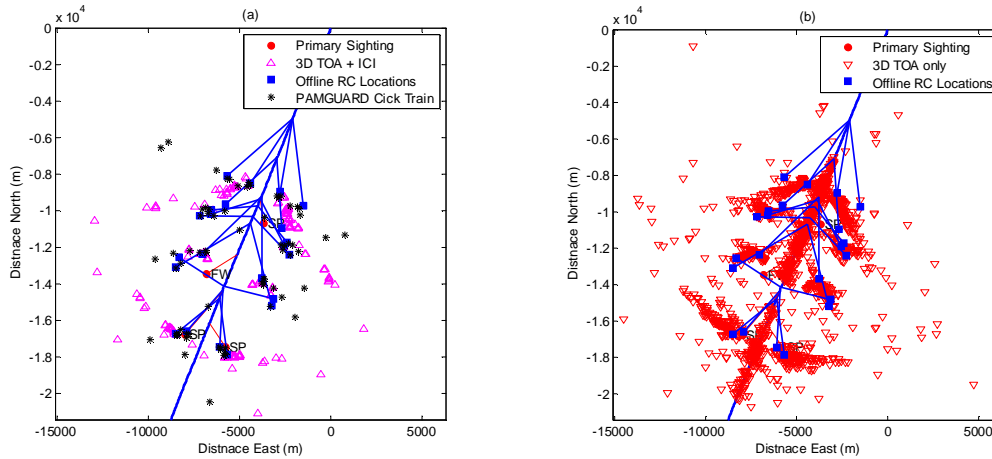 (a)
x 10^4
0
-0.2
-0.4
-0.6
-0.8
-1
-1.2
-1.4
-1.6
-1.8
-2
Distnace North (m)
Primary Sighting
3D TOA + ICI
Offline RC Locations
PAMGUARD Cick Train
SP
FW
SP
SP
-15000 -10000 -5000 0 5000
Distnace East (m)
(b)
x 10^4
0
-0.2
-0.4
-0.6
-0.8
-1
-1.2
-1.4
-1.6
-1.8
-2
Distnace North (m)
Primary Sighting
3D TOA only
Offline RC Locations
SP
-15000 -10000 -5000 0 5000
Distnace East (m)